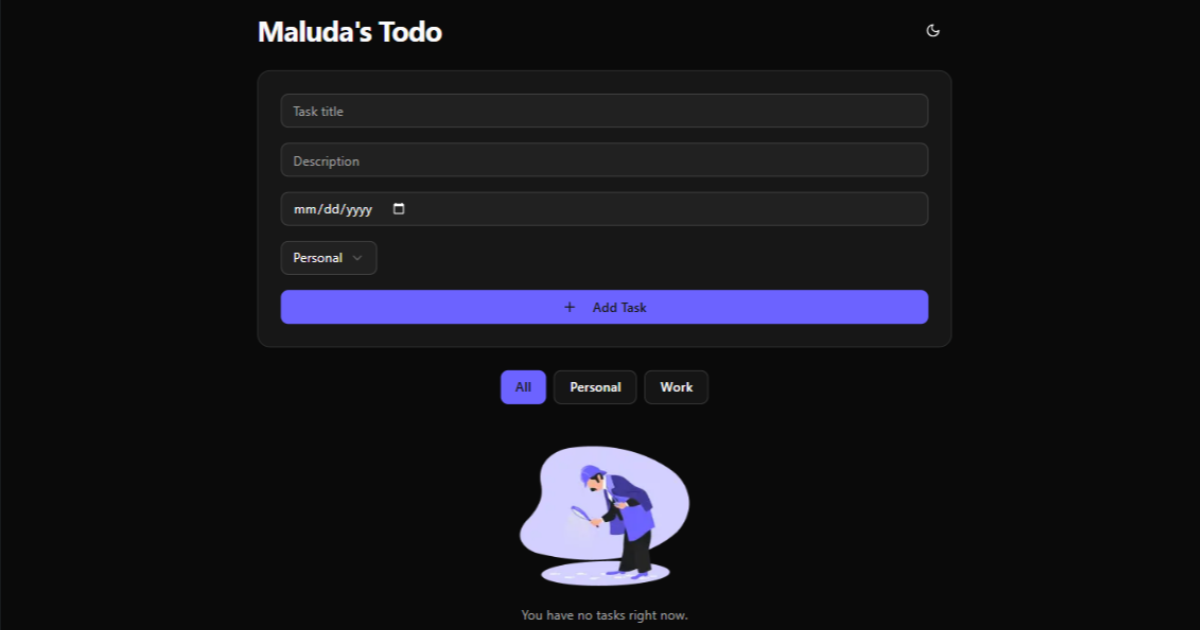 Maluda's Todo
Task title
Description
mm/dd/yyyy
Personal
+ Add Task
All Personal Work
You have no tasks right now.